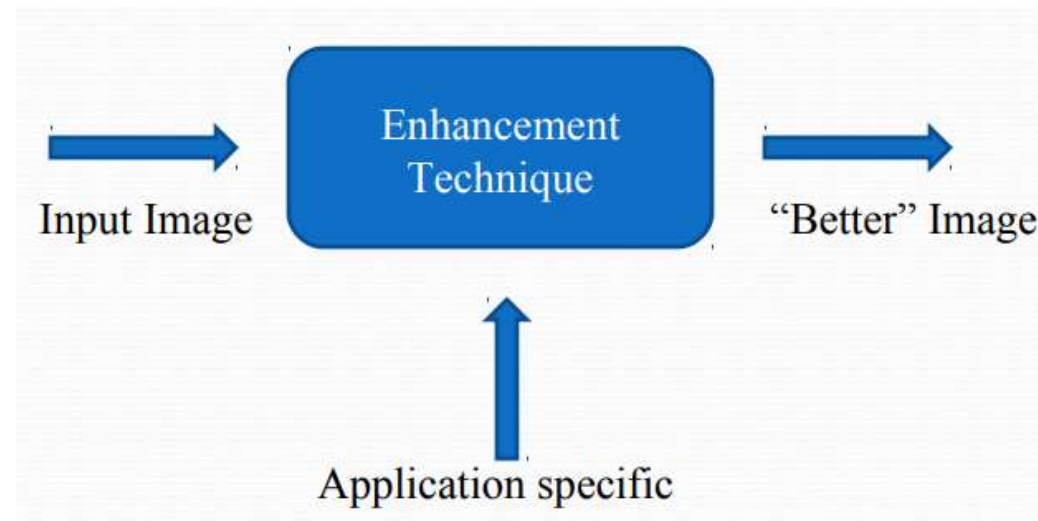 Enhancement
Technique
Input Image
“Better” Image
Application specific